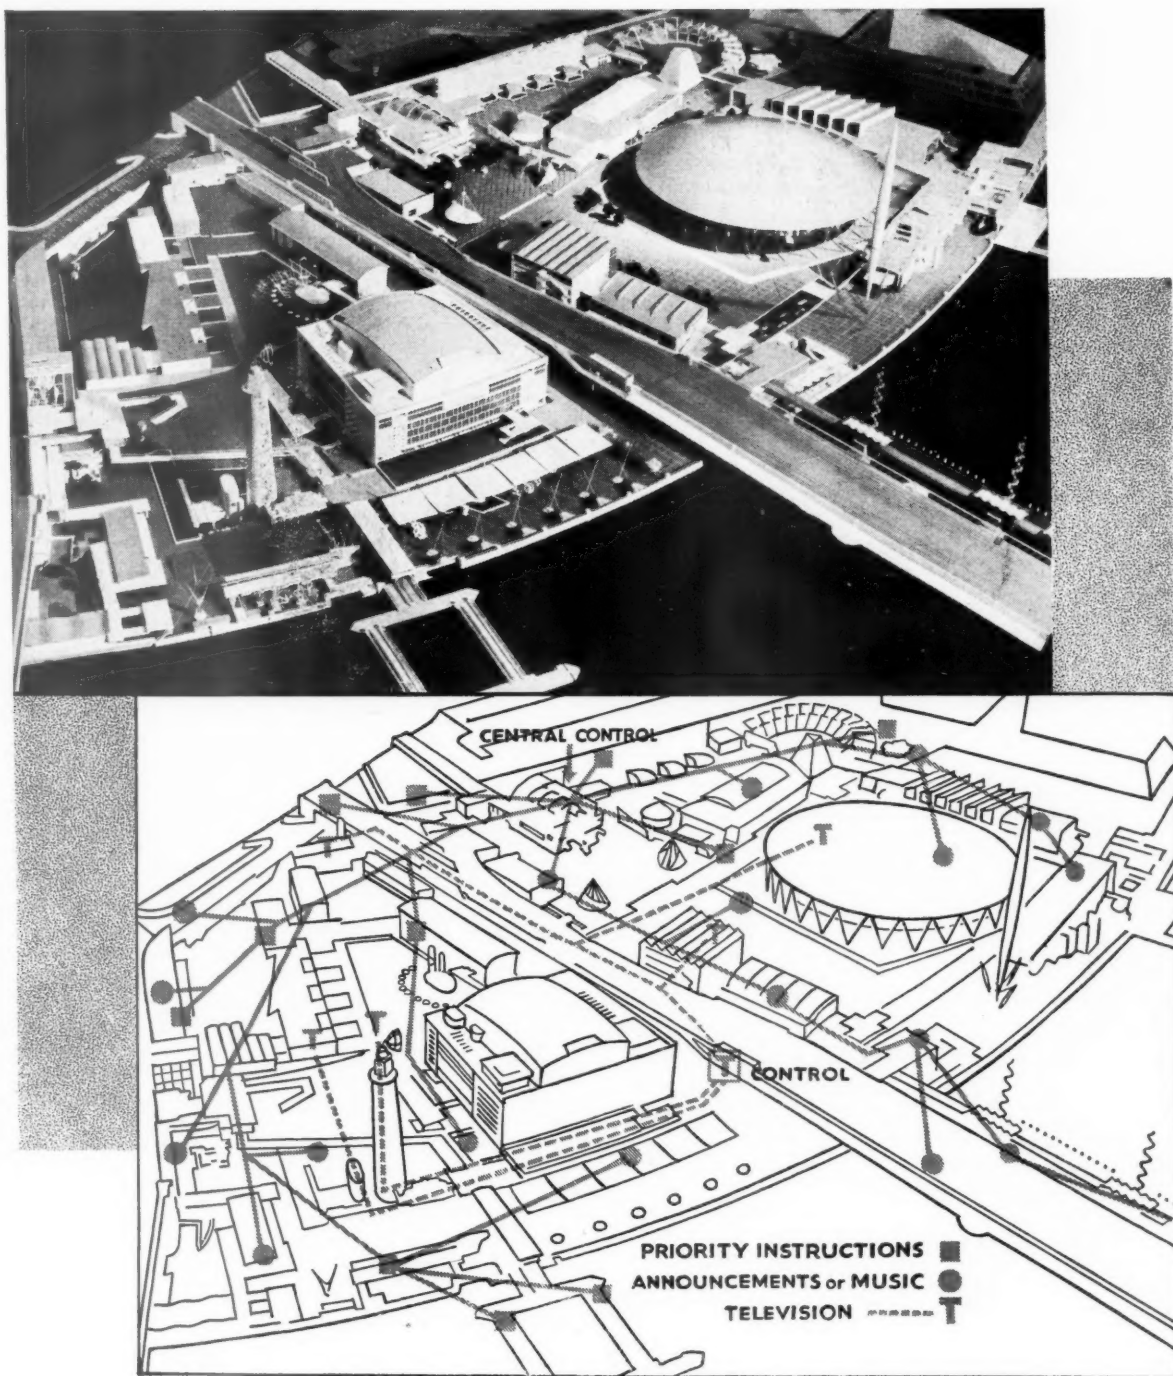 CENTRAL CONTROL
T
T
T
T
T
T
CONTROL
PRIORITY INSTRUCTIONS
ANNOUNCEMENTS or MUSIC
TELEVISION T